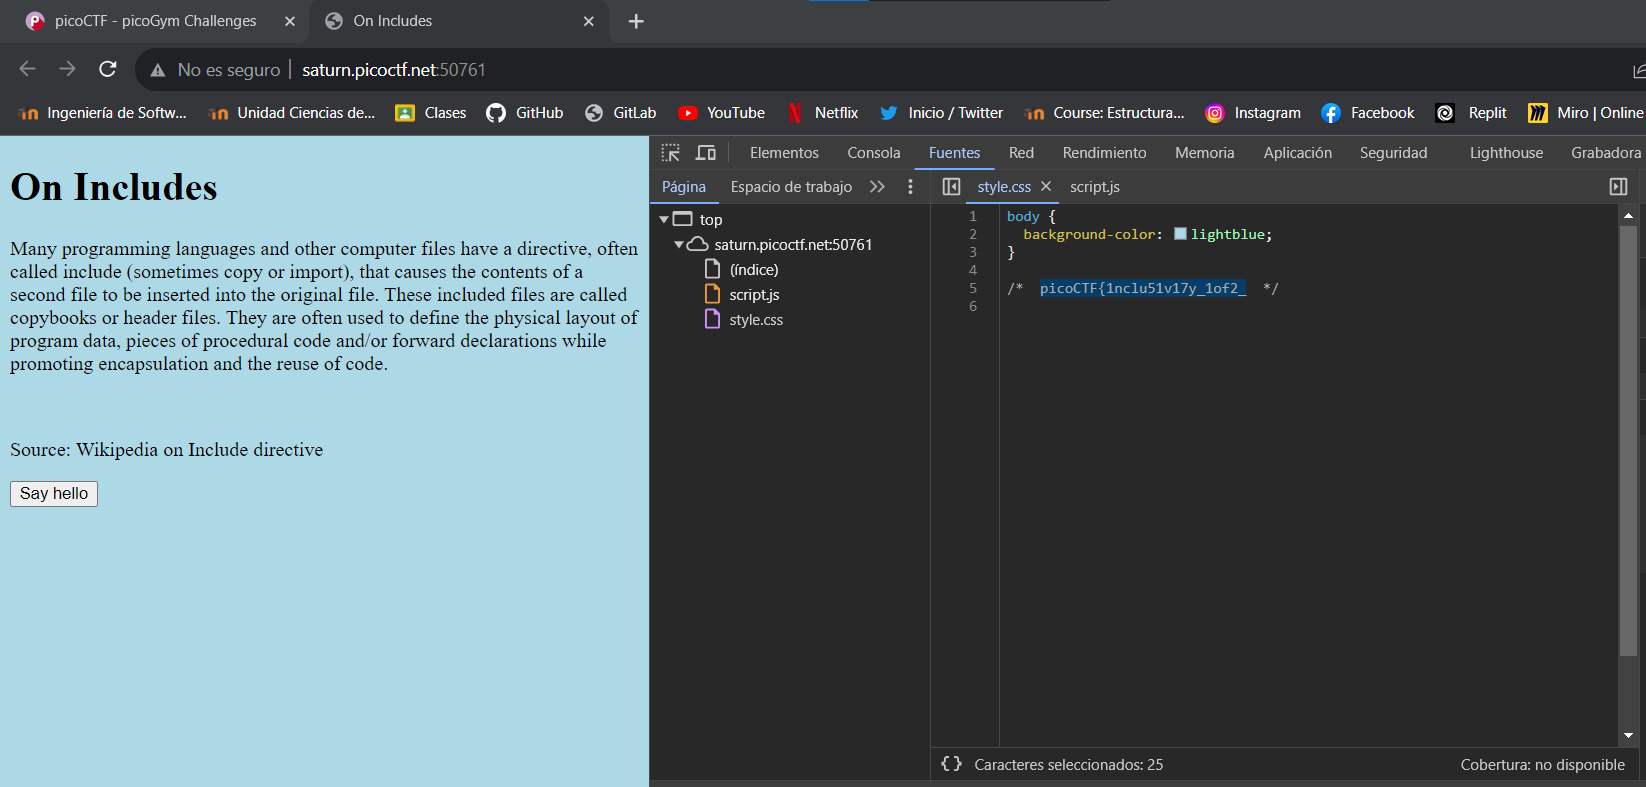 picoCTF - picoGym Challenges
On Includes
No es seguro
saturn.picoctf.net:50761
Ingeniería de Softw...
Unidad Ciencias de...
Clases
GitHub
GitLab
YouTube
Netflix
Inicio / Twitter
Course: Estructura...
Instagram
Facebook
Replit
Miro | Online
On Includes
Many programming languages and other computer files have a directive, often
called include (sometimes copy or import), that causes the contents of a
second file to be inserted into the original file. These included files are called
copybooks or header files. They are often used to define the physical layout of
program data, pieces of procedural code and/or forward declarations while
promoting encapsulation and the reuse of code.
Source: Wikipedia on Include directive
Say hello
Elementos
Consola
Fuentes
Red
Rendimiento
Memoria
Aplicación
Seguridad
Lighthouse
Grabadora
Página
Espacio de trabajo
top
saturn.picoctf.net:50761
(índice)
script.js
style.css
style.css
script.js
1 body {
2 background-color: lightblue;
3 }
4
5 /* picoCTF{1nclu51v17y_1of2_ */
6
{} Caracteres seleccionados: 25
Cobertura: no disponible